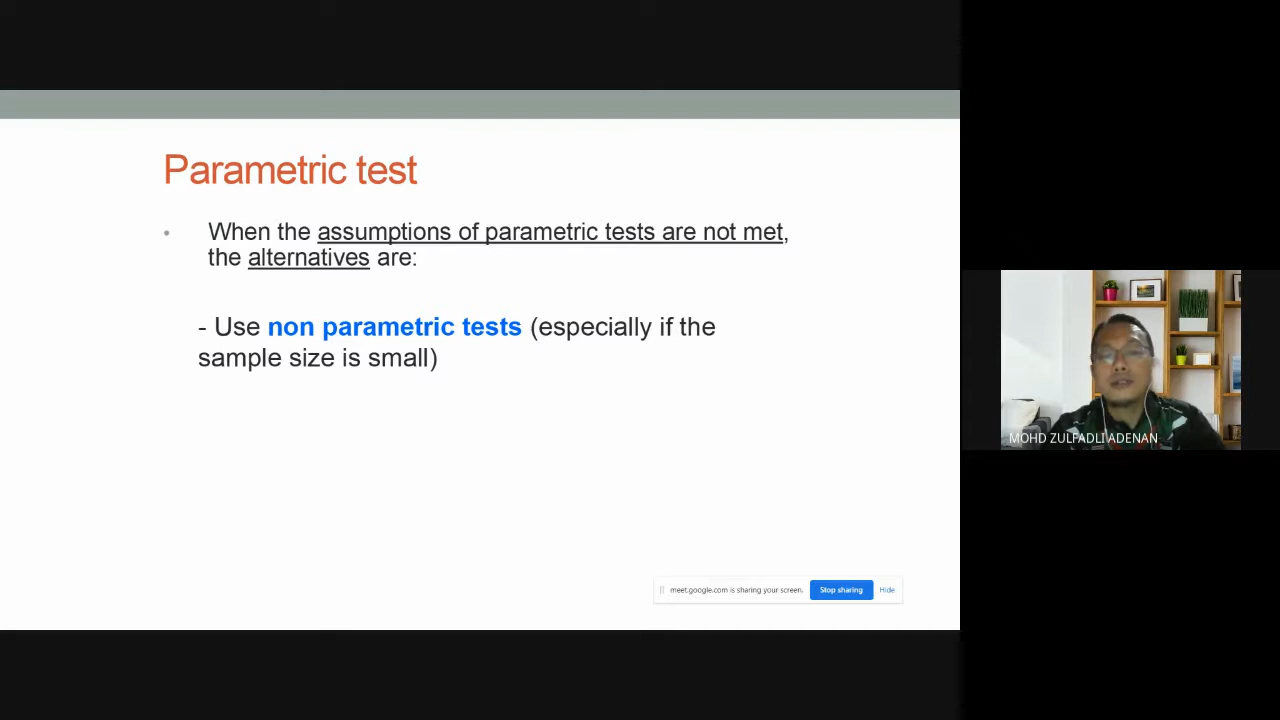 Parametric test
• When the assumptions of parametric tests are not met,
the alternatives are:
- Use non parametric tests (especially if the
sample size is small)
meet.google.com is sharing your screen. Stop sharing Hide
MOHD ZULFADLI ADENAN